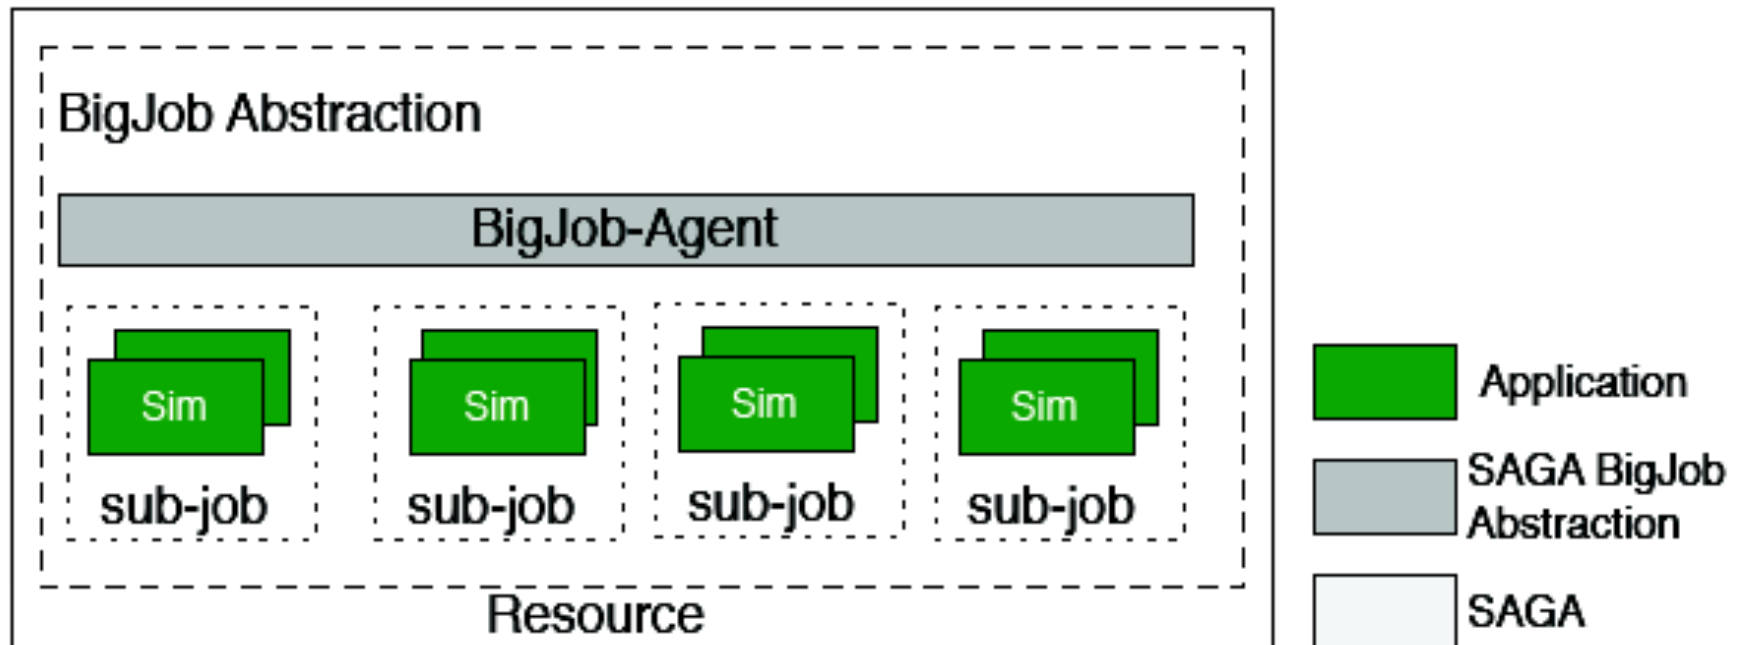 BigJob Abstraction
BigJob-Agent
Sim
Sim
Sim
Sim
sub-job
sub-job
sub-job
sub-job
Resource
Application
SAGA BigJob
Abstraction
SAGA